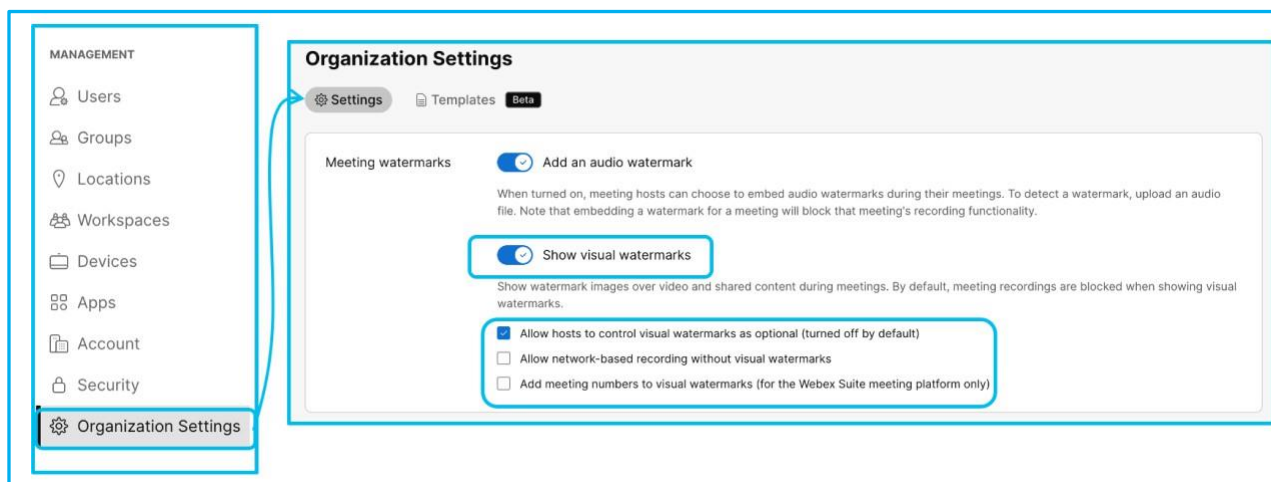 MANAGEMENT
Users
Groups
Locations
Workspaces
Devices
Apps
Account
Security
Organization Settings
Organization Settings
Settings
Templates Beta
Meeting watermarks
Add an audio watermark
When turned on, meeting hosts can choose to embed audio watermarks during their meetings. To detect a watermark, upload an audio
file. Note that embedding a watermark for a meeting will block that meeting's recording functionality.
Show visual watermarks
Show watermark images over video and shared content during meetings. By default, meeting recordings are blocked when showing visual
watermarks.
Allow hosts to control visual watermarks as optional (turned off by default)
Allow network-based recording without visual watermarks
Add meeting numbers to visual watermarks (for the Webex Suite meeting platform only)